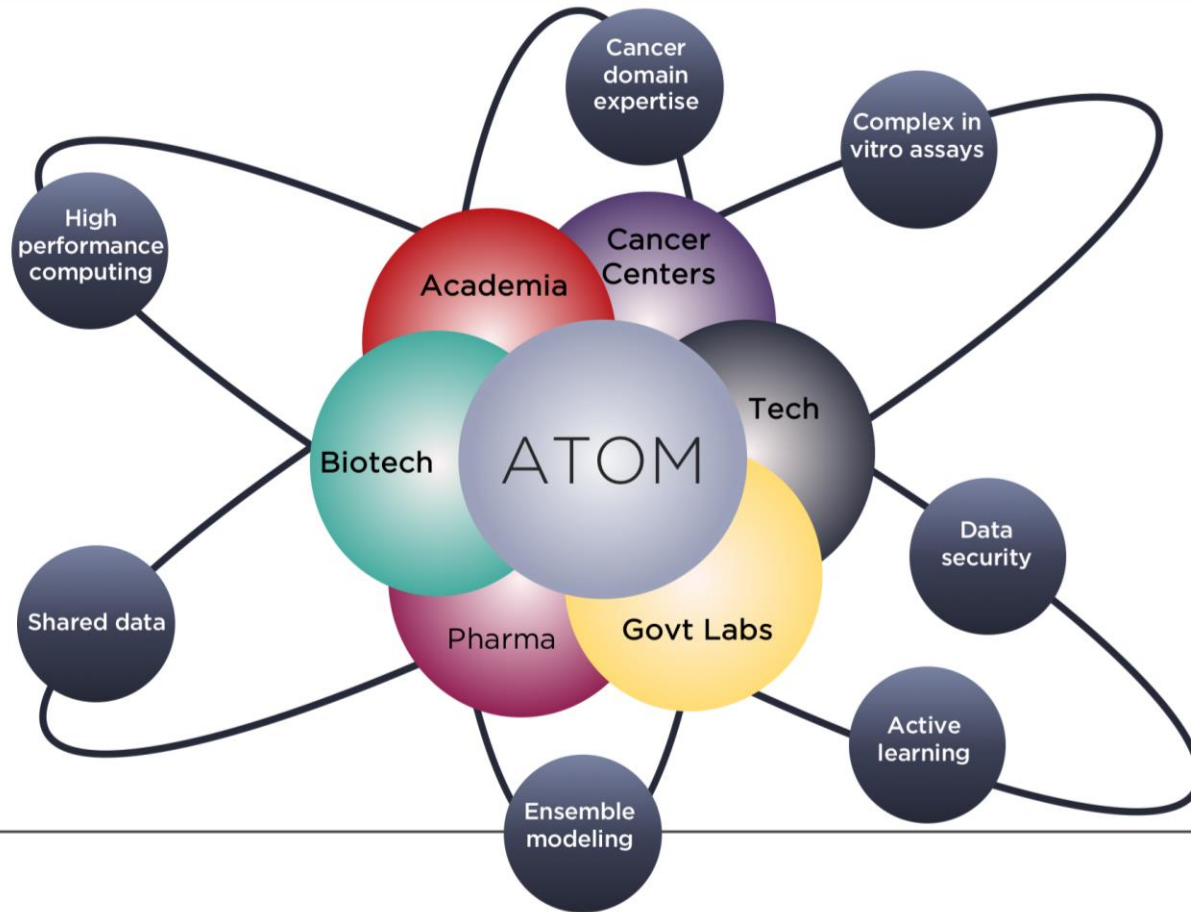 Cancer
domain
expertise
Complex in
vitro assays
High
performance
computing
Cancer
Centers
Academia
Tech
Biotech
ATOM
Data
security
Shared data
Pharma
Govt Labs
Active
learning
Ensemble
modeling